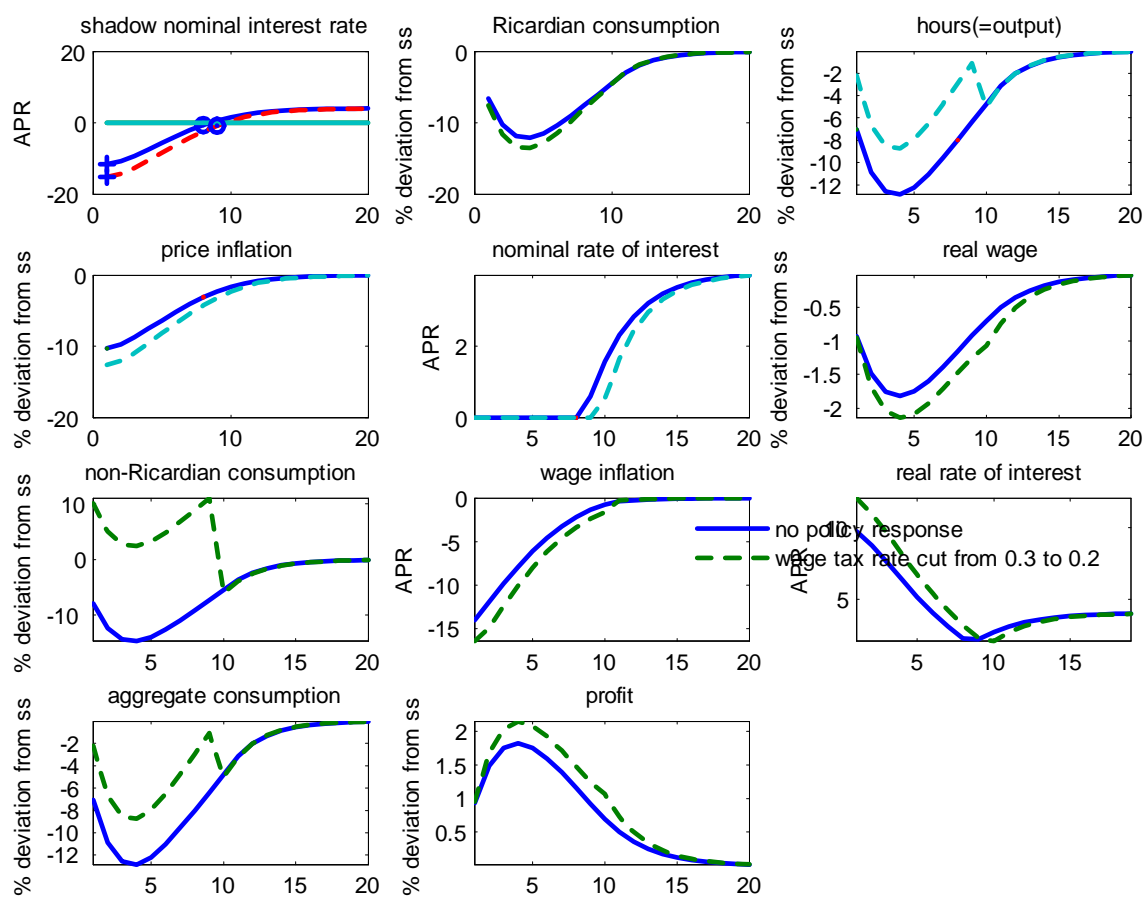 shadow nominal interest rate
APR
20
0
-20
0 10 20
Ricardian consumption
% deviation from ss
0
-10
-20
0 5 10 15 20
hours(=output)
% deviation from ss
-2
-4
-6
-8
-10
-12
5 10 15 20
price inflation
% deviation from ss
0
-10
-20
0 10 20
nominal rate of interest
APR
2
0
5 10 15 20
real wage
% deviation from ss
-0.5
-1
-1.5
-2
5 10 15 20
non-Ricardian consumption
% deviation from ss
10
0
-10
5 10 15 20
wage inflation
APR
0
-5
-10
-15
5 10 15 20
real rate of interest
APR
10
5
5 10 15
no policy response
wage tax rate cut from 0.3 to 0.2
aggregate consumption
% deviation from ss
-2
-4
-6
-8
-10
-12
5 10 15 20
profit
% deviation from ss
2
1.5
1
0.5
5 10 15 20